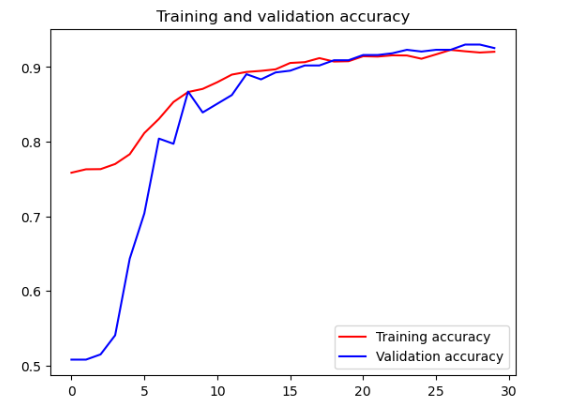 Training and validation accuracy
0.9
0.8
0.7
0.6
0.5
Training accuracy
Validation accuracy
0 5 10 15 20 25 30